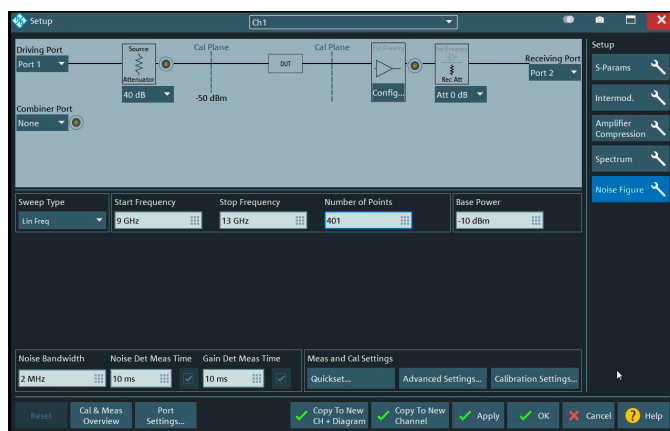 Setup
Ch1
Setup
Driving Port
Port 1
Source
Attenuator
40 dB
Cal Plane
-50 dBm
DUT
Cal Plane
Config...
Rec Att
Att 0 dB
Receiving Port
Port 2
Combiner Port
None
S-Params
Intermod.
Amplifier
Compression
Spectrum
Noise Figure
Sweep Type
Start Frequency
Stop Frequency
Number of Points
Base Power
Lin Freq
9 GHz
13 GHz
401
-10 dBm
Noise Bandwidth
Noise Det Meas Time
Gain Det Meas Time
Meas and Cal Settings
2 MHz
10 ms
10 ms
Quickset...
Advanced Settings...
Calibration Settings...
Reset
Cal & Meas
Overview
Port
Settings...
Copy To New
CH + Diagram
Copy To New
Channel
Apply
OK
Cancel
Help